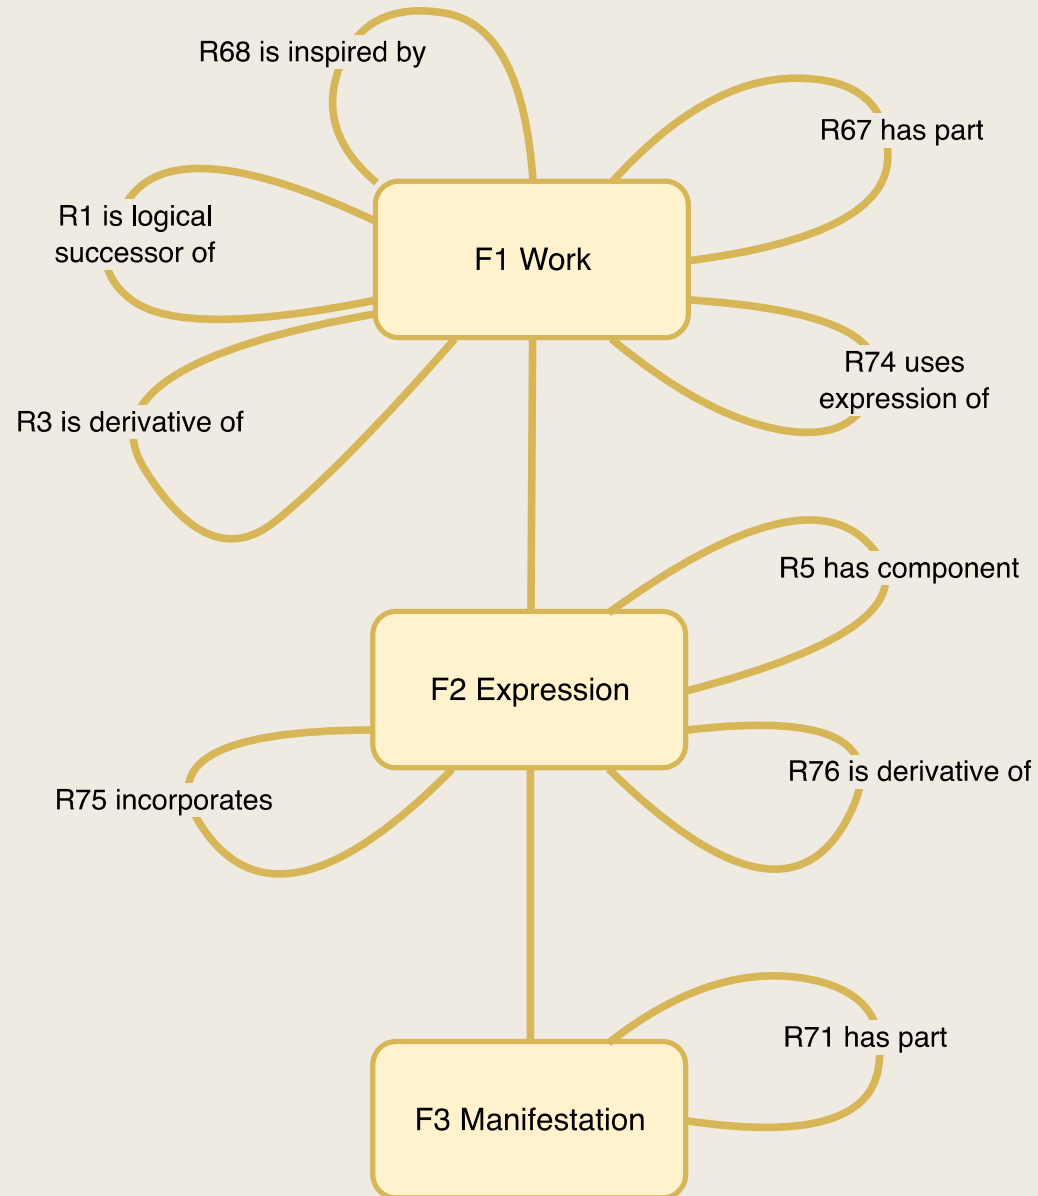 R68 is inspired by
R67 has part
R1 is logical
successor of
F1 Work
R74 uses
expression of
R3 is derivative of
R5 has component
F2 Expression
R76 is derivative of
R75 incorporates
R71 has part
F3 Manifestation